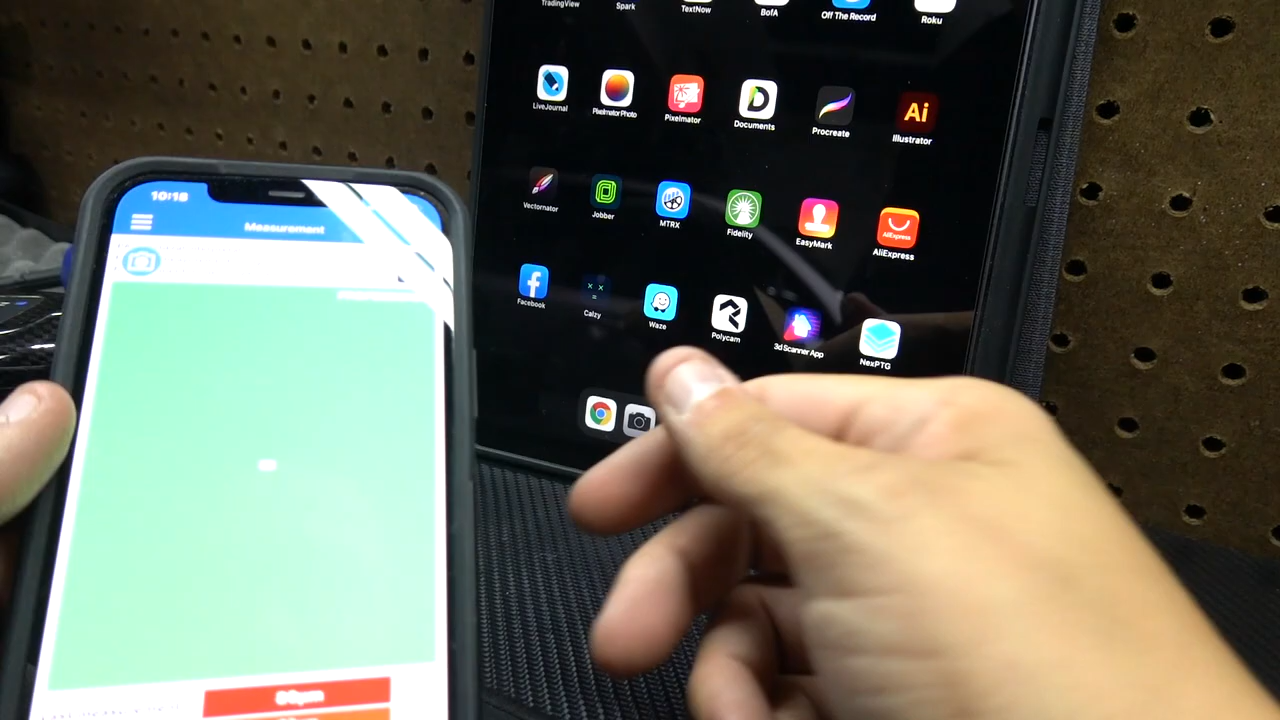 TradingView Spark TextNow BofA Off The Record Roku
LiveJournal Pixelmator Photo Pixelmator Documents Procreate Ai Illustrator
Vectornator Jobber MTRX Fidelity EasyMark AliExpress AliExpress
Facebook Calzy Waze Polycam 3d Scanner App NexPTG
10:18
Measurement